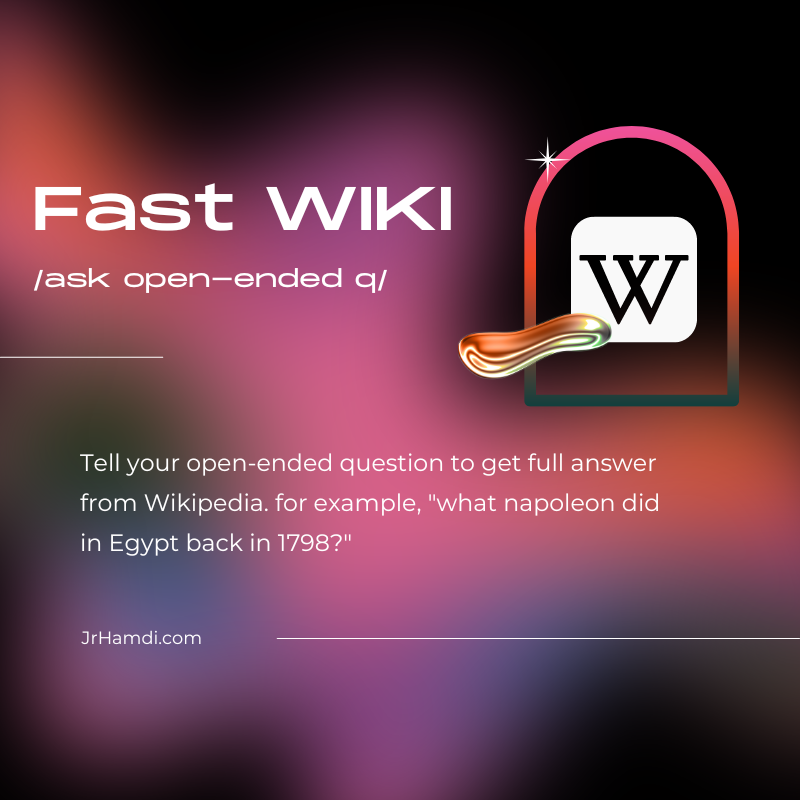 Fast WIKI
/ask open-ended q/
W
Tell your open-ended question to get full answer
from Wikipedia. for example, "what napoleon did
in Egypt back in 1798?"
JrHamdi.com